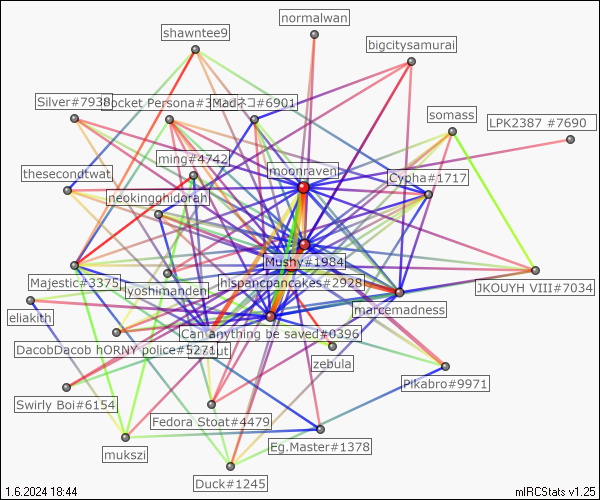 normalwan
shawntee9
bigcitysamurai
Silver#7938
ocket Persona#3
Madネコ#6901
somass
LPK2387 #7690
ming#4742
thesecondtwat
moonraven
Cypha#1717
neokingghidorah
Mushy#1984
Majestic#3375
yoshimanden
hispancpancakes#2928
JKOUYH VIII#7034
eliakith
marcemadness
Can anything be saved#0396
DacobDacob hORNY police#5271
ut
zebula
Pikabro#9971
Swirly Boi#6154
Fedora Stoat#4479
mukszi
Eg.Master#1378
Duck#1245
1.6.2024 18:44
mIRCStats v1.25